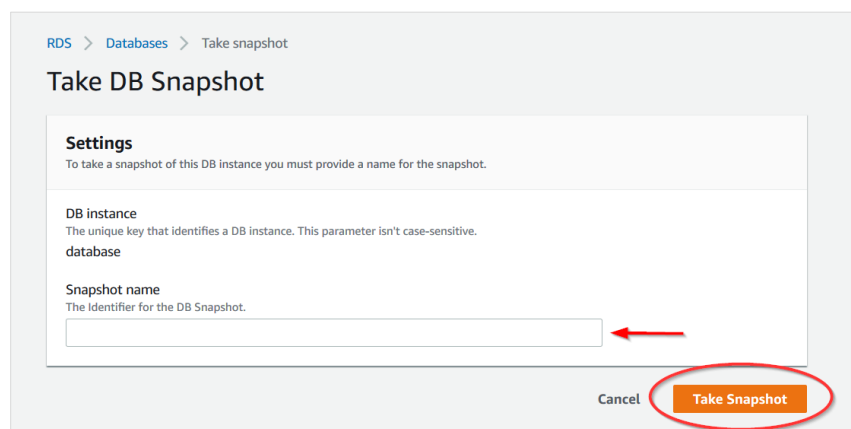 RDS > Databases > Take snapshot
Take DB Snapshot
Settings
To take a snapshot of this DB instance you must provide a name for the snapshot.
DB instance
The unique key that identifies a DB instance. This parameter isn't case-sensitive.
database
Snapshot name
The Identifier for the DB Snapshot.
Cancel Take Snapshot